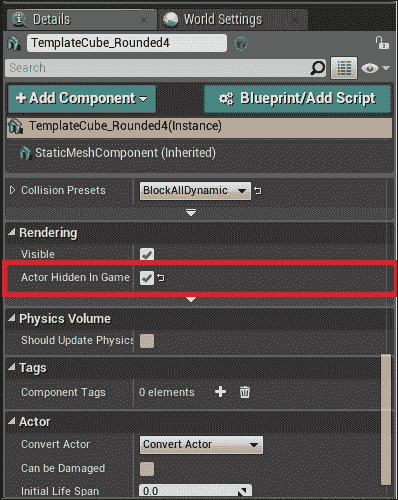 Details
World Settings
TemplateCube_Rounded4
Search
+ Add Component
Blueprint/Add Script
TemplateCube_Rounded4(Instance)
StaticMeshComponent (Inherited)
Collision Presets
BlockAllDynamic
Rendering
Visible
Actor Hidden In Game
Physics Volume
Should Update Physics
Tags
Component Tags
0 elements
Actor
Convert Actor
Convert Actor
Can be Damaged
Initial Life Span
0.0